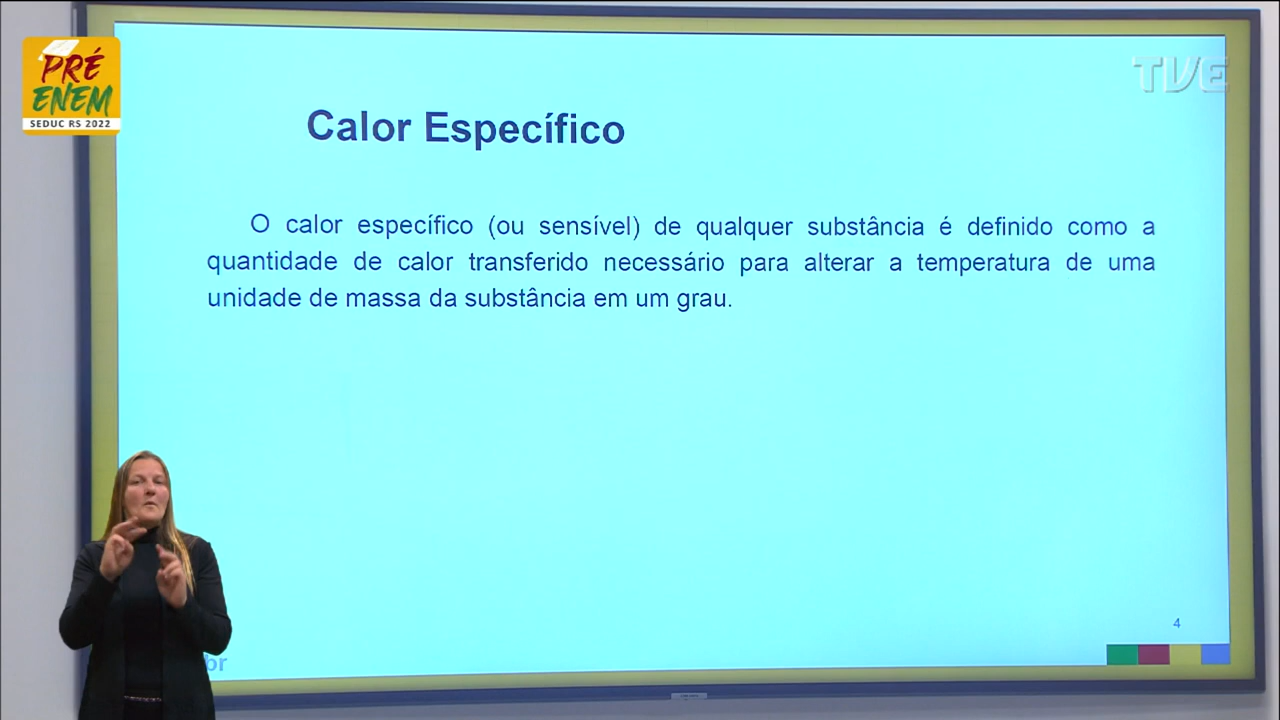 PRÉ
ENEM
SEDUC RS 2022
TVE
Calor Específico
O calor específico (ou sensível) de qualquer substância é definido como a
quantidade de calor transferido necessário para alterar a temperatura de uma
unidade de massa da substância em um grau.
4
br